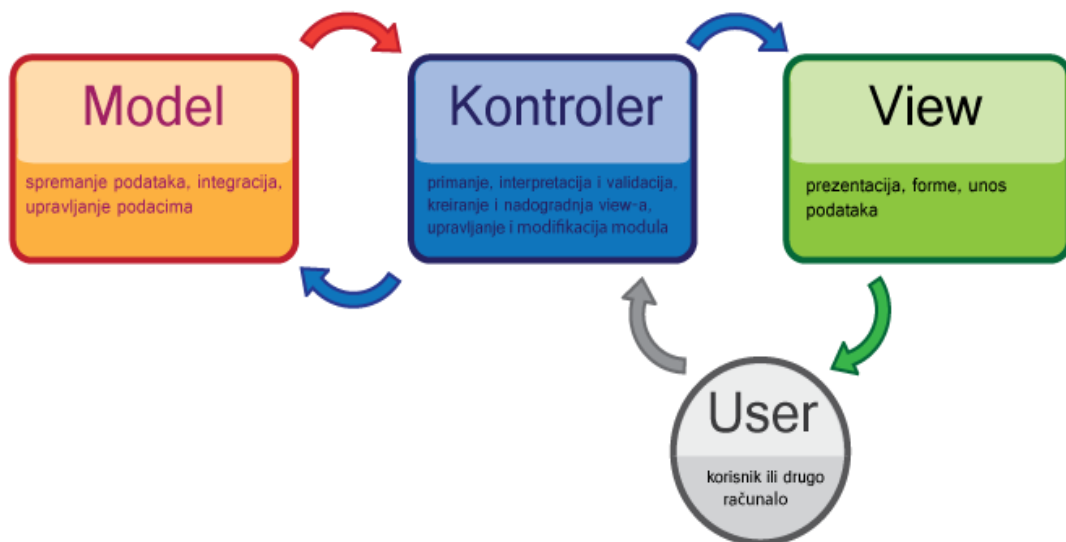 Model
spremanje podataka, integracija,
upravljanje podacima
Kontroler
primanje, interpretacija i validacija,
kreiranje i nadogradnja view-a,
upravljanje i modifikacija modula
View
prezentacija, forme, unos
podataka
User
korisnik ili drugo
računalo